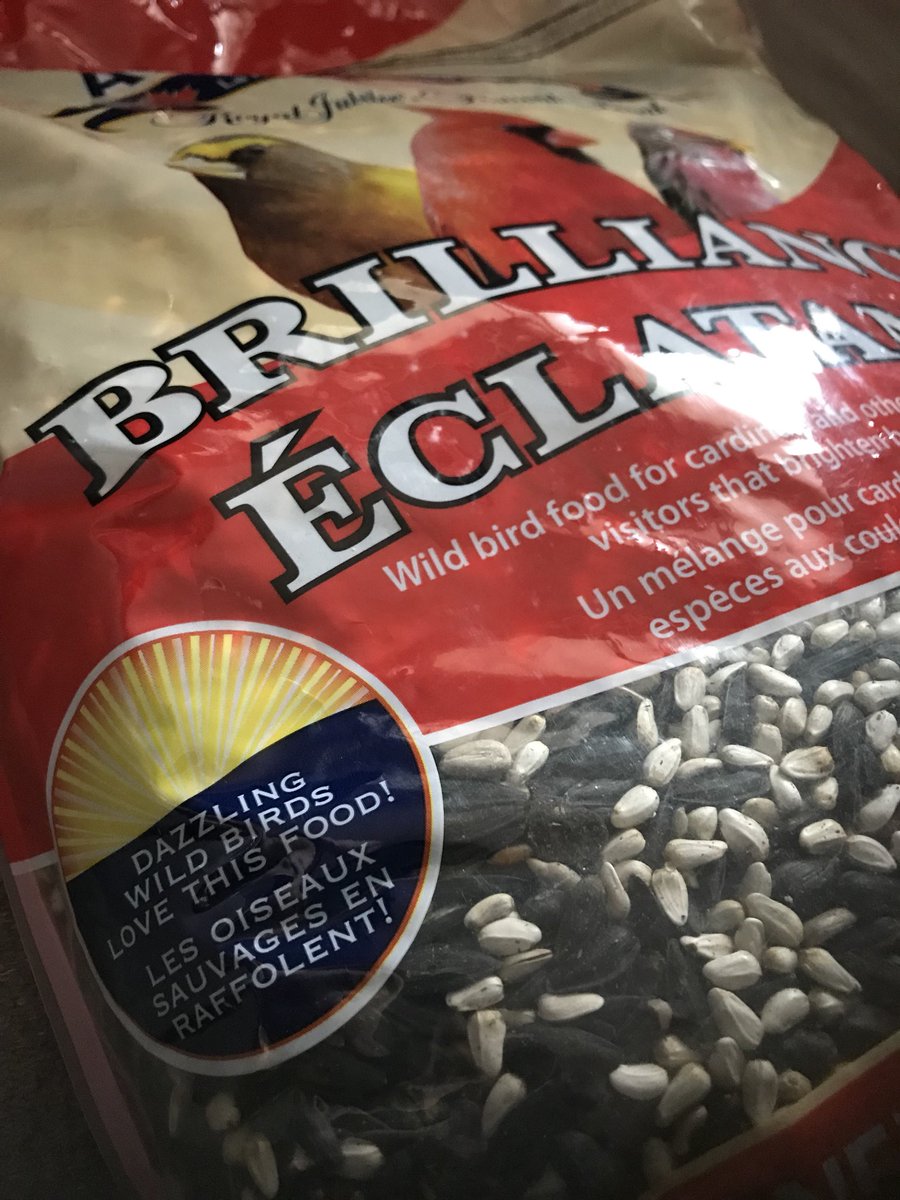 Royal Jubilee
BRILLIANC
ÉCLATAN
Wild bird food for cardinals and othe
visitors that brighten
Un mélange pour card
espèces aux coul
DAZZLING
WILD BIRDS
LOVE THIS FOOD!
LES OISEAUX
SAUVAGES EN
RAFFOLENT!